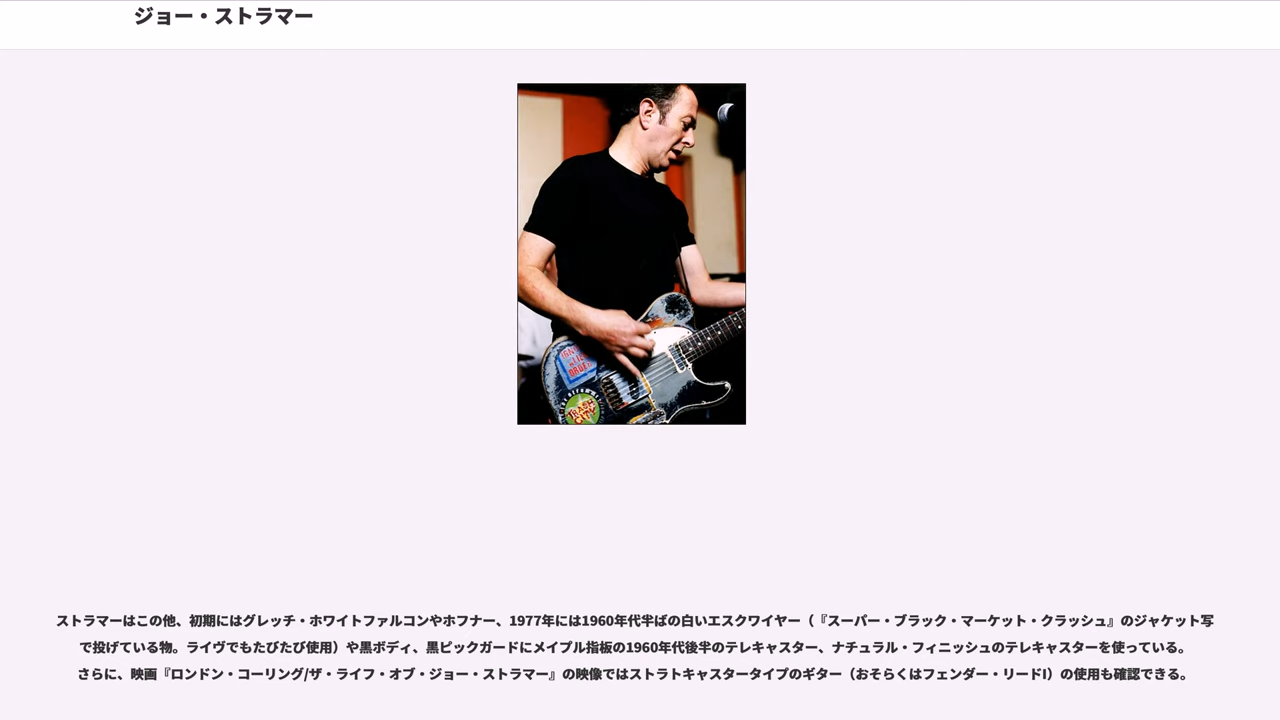 ジョー・ストラマー
TRASH
CITY
ストラマーはこの他、初期にはグレッチ・ホワイトファルコンやホフナー、1977年には1960年代半ばの白いエスクワイヤー（『スーパー・ブラック・マーケット・クラッシュ』のジャケット写
で投げている物。ライヴでもたびたび使用）や黒ボディ、黒ピックガードにメイプル指板の1960年代後半のテレキャスター、ナチュラル・フィニッシュのテレキャスターを使っている。
さらに、映画『ロンドン・コーリング/ザ・ライフ・オブ・ジョー・ストラマー』の映像ではストラトキャスタータイプのギター（おそらくはフェンダー・リードI）の使用も確認できる。